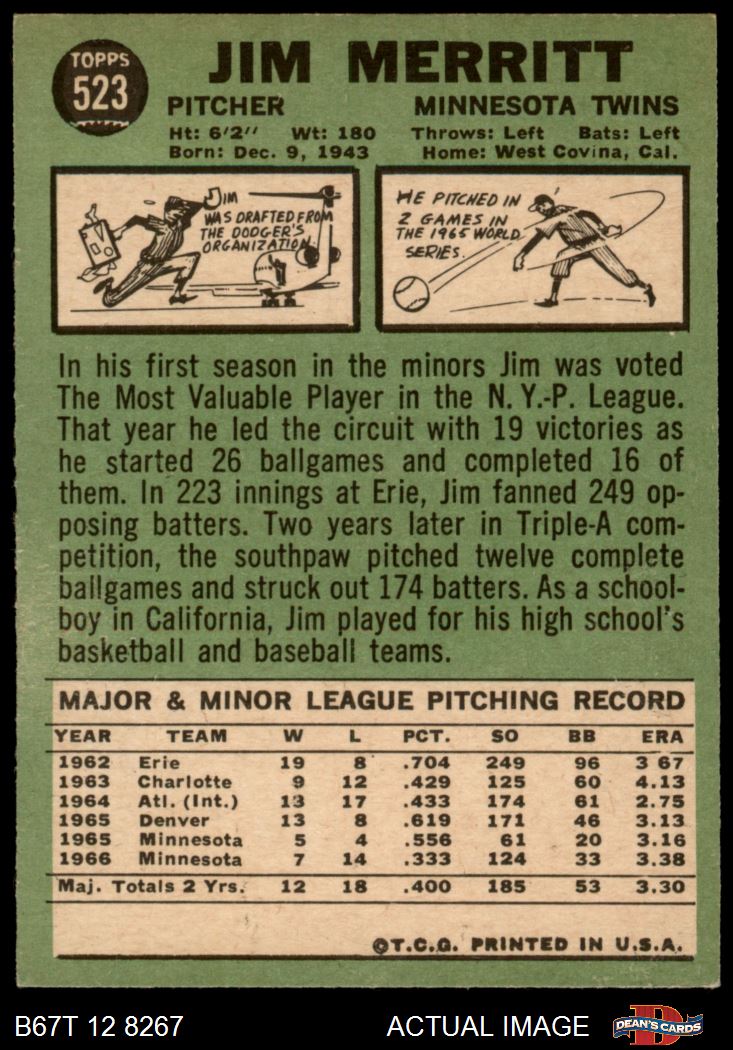 TOPPS
523
JIM MERRITT
PITCHER MINNESOTA TWINS
Ht: 6'2" Wt: 180 Throws: Left Bats: Left
Born: Dec. 9, 1943 Home: West Covina, Cal.
JIM
WAS DRAFTED FROM
THE DODGER'S
ORGANIZATION
HE PITCHED IN
2 GAMES IN
THE 1965 WORLD
SERIES.
In his first season in the minors Jim was voted
The Most Valuable Player in the N. Y.-P. League.
That year he led the circuit with 19 victories as
he started 26 ballgames and completed 16 of
them. In 223 innings at Erie, Jim fanned 249 op-
posing batters. Two years later in Triple-A com-
petition, the southpaw pitched twelve complete
ballgames and struck out 174 batters. As a school-
boy in California, Jim played for his high school's
basketball and baseball teams.
MAJOR & MINOR LEAGUE PITCHING RECORD
YEAR TEAM W L PCT. SO BB ERA
1962 Erie 19 8 .704 249 96 3 67
1963 Charlotte 9 12 .429 125 60 4.13
1964 Atl. (Int.) 13 17 .433 174 61 2.75
1965 Denver 13 8 .619 171 46 3.13
1965 Minnesota 5 4 .556 61 20 3.16
1966 Minnesota 7 14 .333 124 33 3.38
Maj. Totals 2 Yrs. 12 18 .400 185 53 3.30
©T.C.G. PRINTED IN U.S.A.
B67T 12 8267 ACTUAL IMAGE DEAN'S CARDS